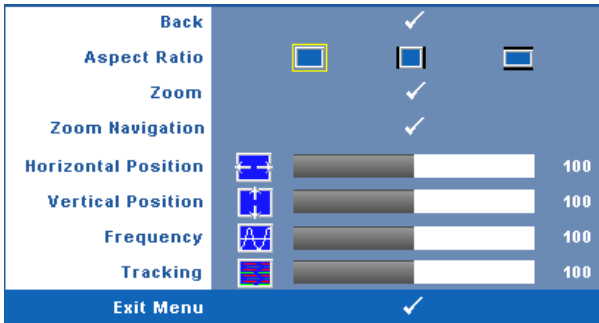 Back
Aspect Ratio
Zoom
Zoom Navigation
Horizontal Position 100
Vertical Position 100
Frequency 100
Tracking 100
Exit Menu